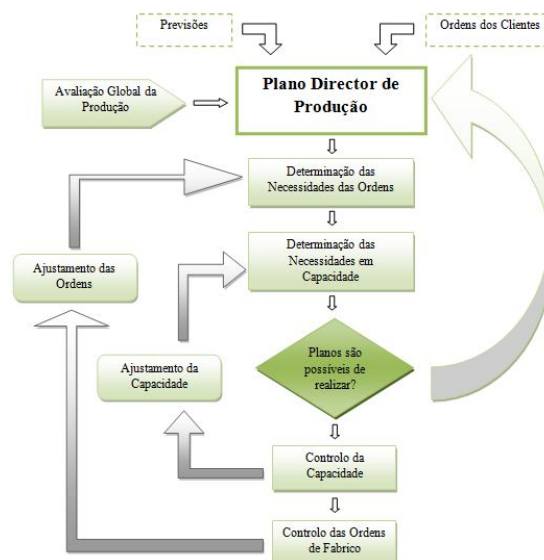 Previsões
Ordens dos Clientes
Plano Director de
Produção
Avaliação Global da
Produção
Determinação das
Necessidades das Ordens
Determinação das
Necessidades em
Capacidade
Ajustamento das
Ordens
Planos são
possíveis de
realizar?
Ajustamento da
Capacidade
Controlo da
Capacidade
Controlo das Ordens
de Fabrico